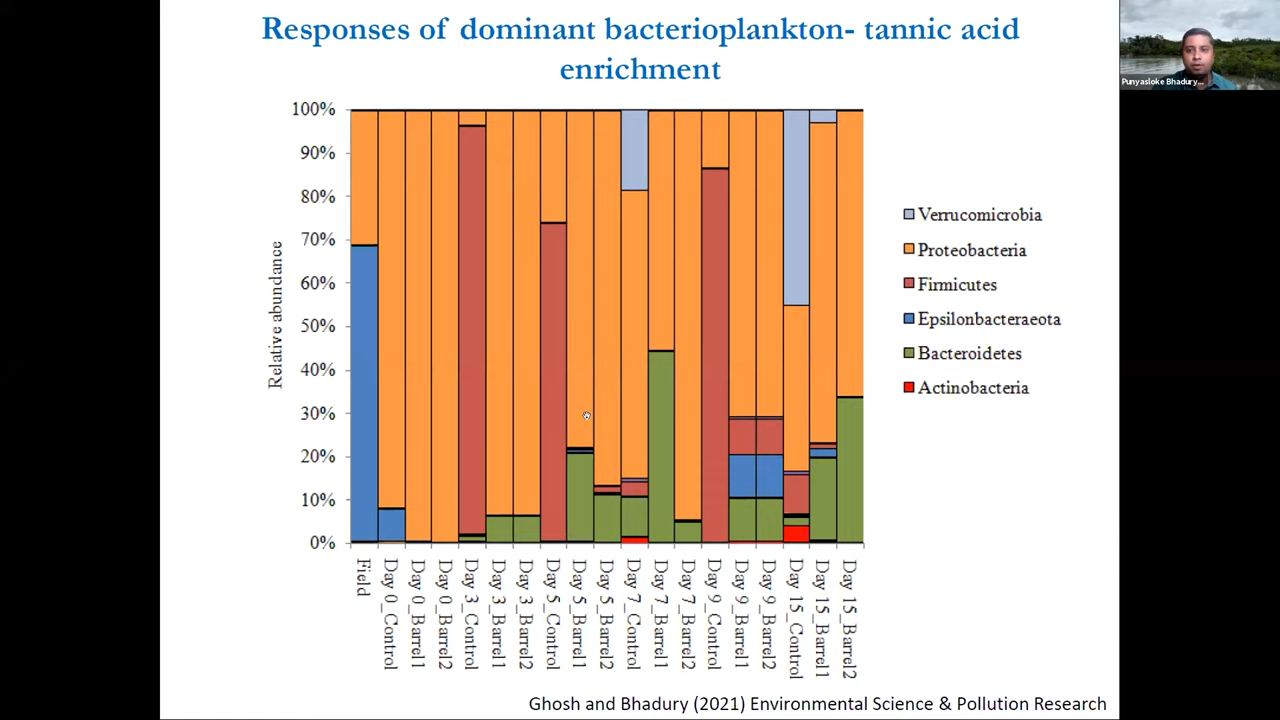 Responses of dominant bacterioplankton- tannic acid
enrichment
Punyasloke Bhadury...
100%
90%
80%
70%
60%
50%
40%
30%
20%
10%
0%
Relative abundance
Verrucomicrobia
Proteobacteria
Firmicutes
Epsilonbacteraeota
Bacteroidetes
Actinobacteria
Field
Day 0_Control
Day 0_Barrel1
Day 0_Barrel2
Day 3_Control
Day 3_Barrel1
Day 3_Barrel2
Day 5_Control
Day 5_Barrel1
Day 5_Barrel2
Day 7_Control
Day 7_Barrel1
Day 7_Barrel2
Day 9_Control
Day 9_Barrel1
Day 9_Barrel2
Day 15_Control
Day 15_Barrel1
Day 15_Barrel2
Ghosh and Bhadury (2021) Environmental Science & Pollution Research